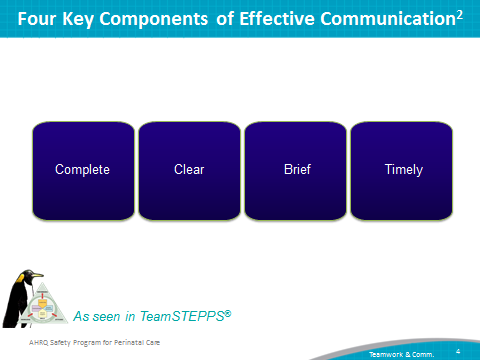 Four Key Components of Effective Communication2
Complete
Clear
Brief
Timely
As seen in TeamSTEPPS®
AHRQ Safety Program for Perinatal Care
Teamwork & Comm.
4